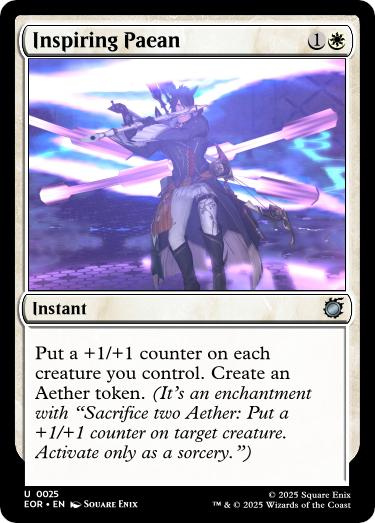 Inspiring Paean 1
Instant
Put a +1/+1 counter on each
creature you control. Create an
Aether token. (It's an enchantment
with “Sacrifice two Aether: Put a
+1/+1 counter on target creature.
Activate only as a sorcery.”)
U 0025
EOR • EN Square Enix
© 2025 Square Enix
™ & © 2025 Wizards of the Coast